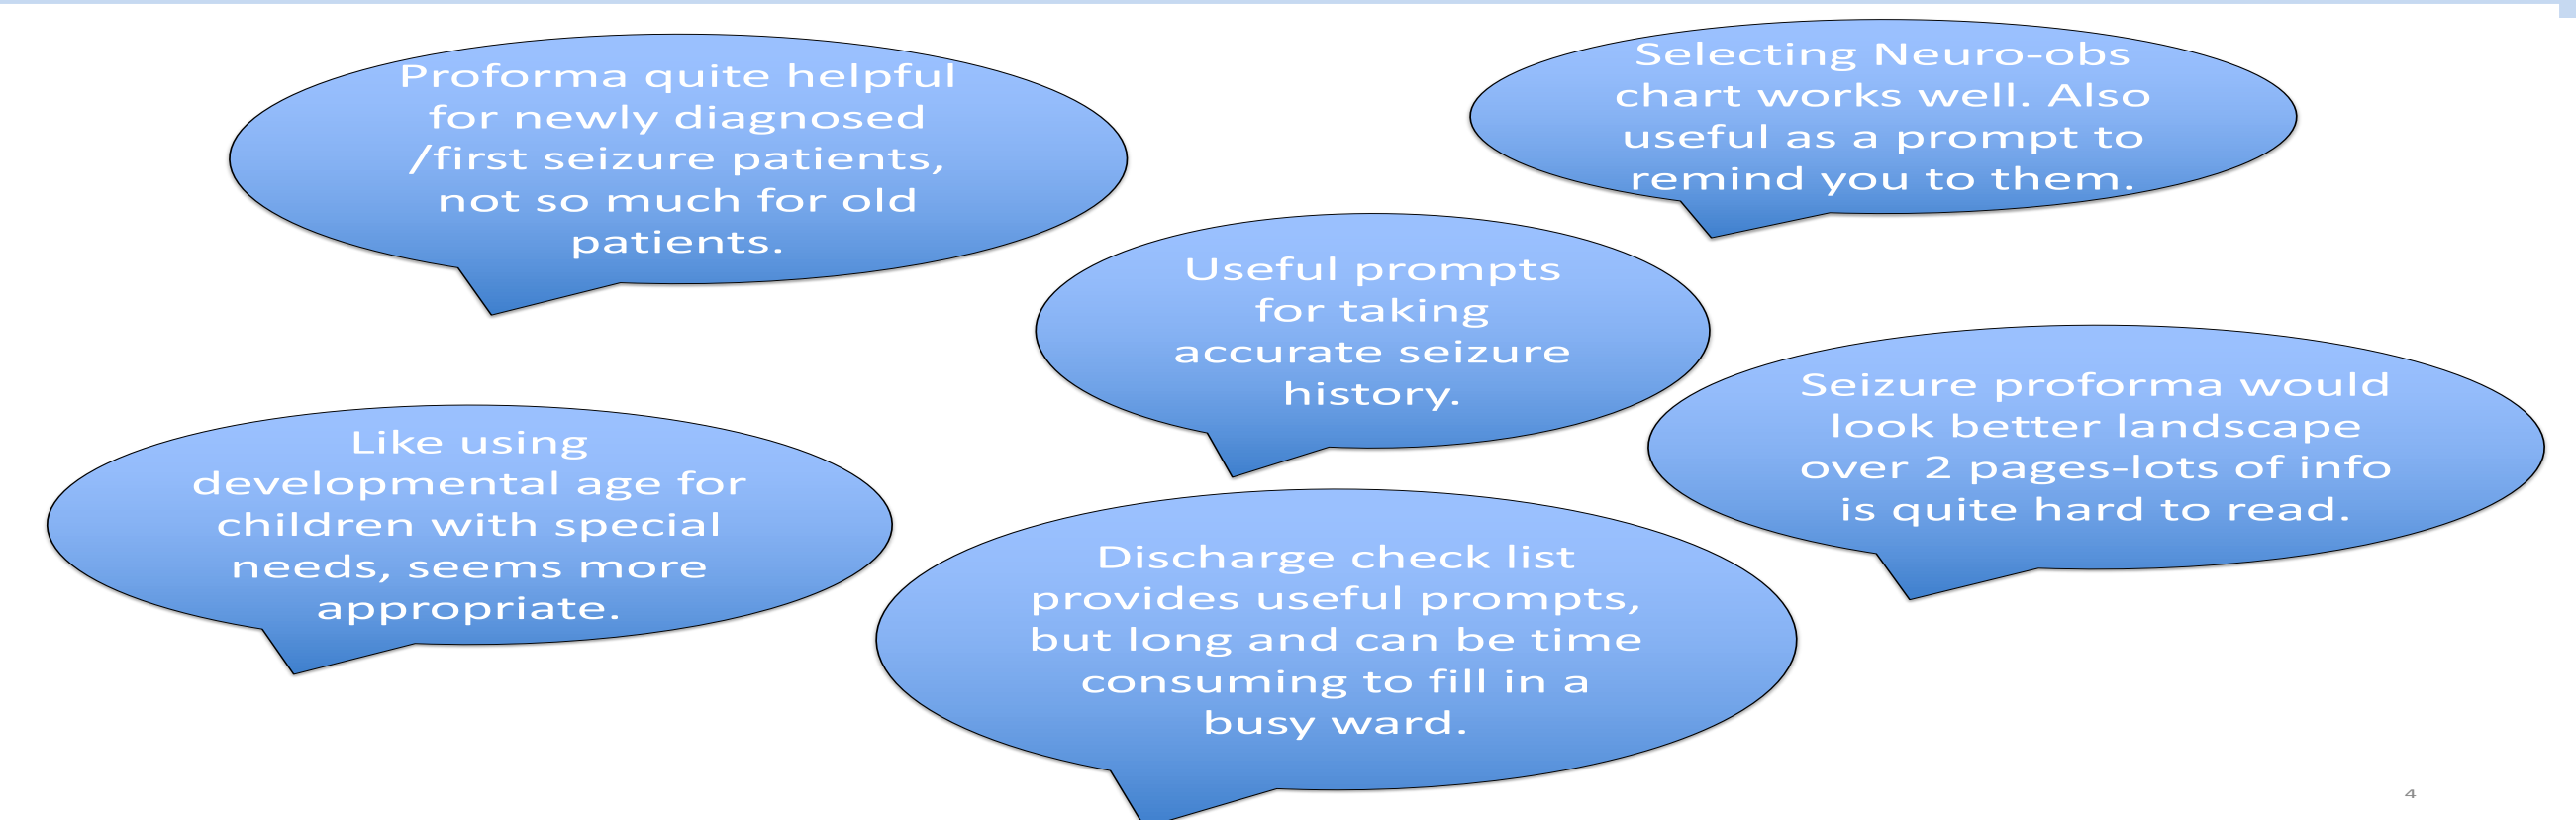 Proforma quite helpful
for newly diagnosed
/first seizure patients,
not so much for old
patients.
Selecting Neuro-obs
chart works well. Also
useful as a prompt to
remind you to them.
Useful prompts
for taking
accurate seizure
history.
Seizure proforma would
look better landscape
over 2 pages-lots of info
is quite hard to read.
Like using
developmental age for
children with special
needs, seems more
appropriate.
Discharge check list
provides useful prompts,
but long and can be time
consuming to fill in a
busy ward.
4